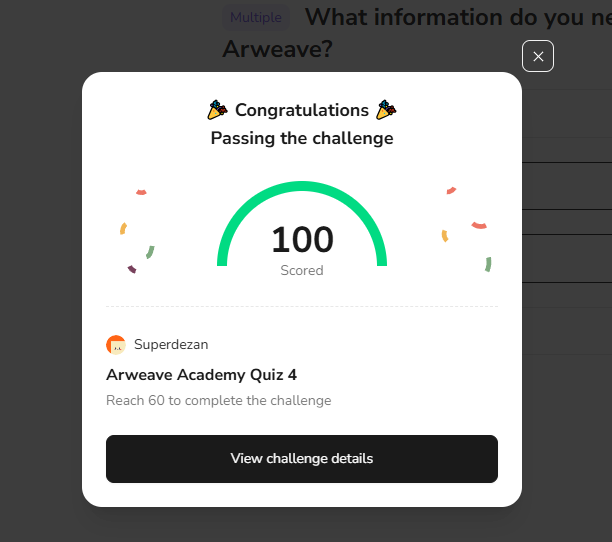 Multiple What information do you ne
Arweave?
Congratulations
Passing the challenge
100
Scored
Superdezan
Arweave Academy Quiz 4
Reach 60 to complete the challenge
View challenge details